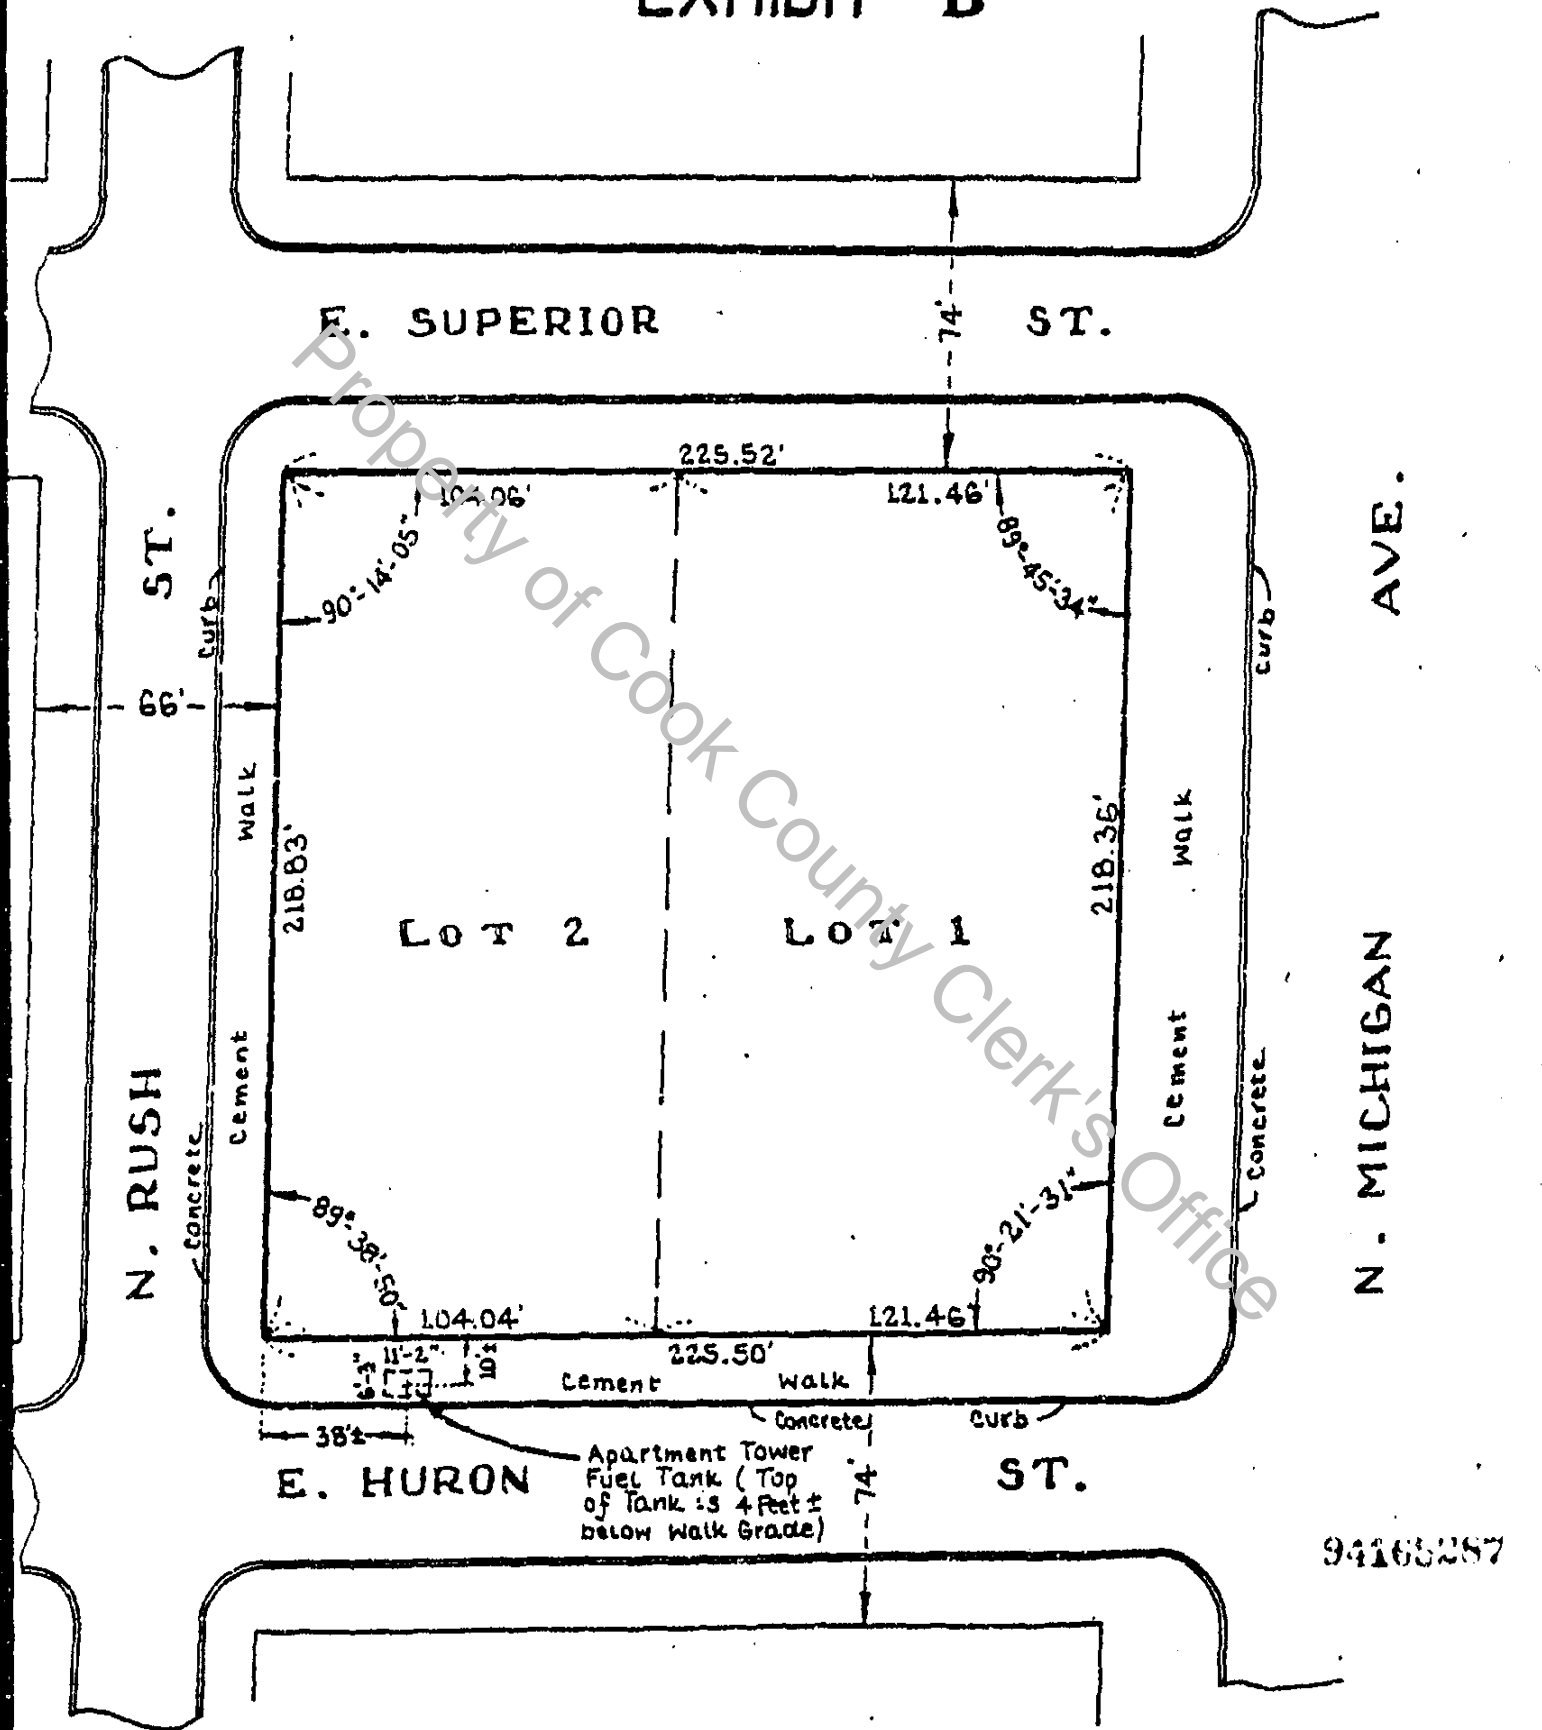 EXHIBIT B
E. SUPERIOR ST.
74'
225.52'
104.06'
121.46'
90°-14'-05"
89°-45'-34"
ST.
Curb
AVE.
Curb
66'
Walk
218.83'
218.36'
Walk
LOT 2
LOT 1
Cement
Cement
N. RUSH
Concrete
N. MICHIGAN
Concrete
89°-38'-50"
90°-21'-31"
104.04'
121.46'
225.50'
11'-2"
6'-3"
10'±
Cement Walk
Concrete Curb
38'±
Apartment Tower
Fuel Tank ( Top
of Tank is 4 Feet ±
below Walk Grade)
E. HURON ST.
74'
94165287
Property of Cook County Clerk's Office